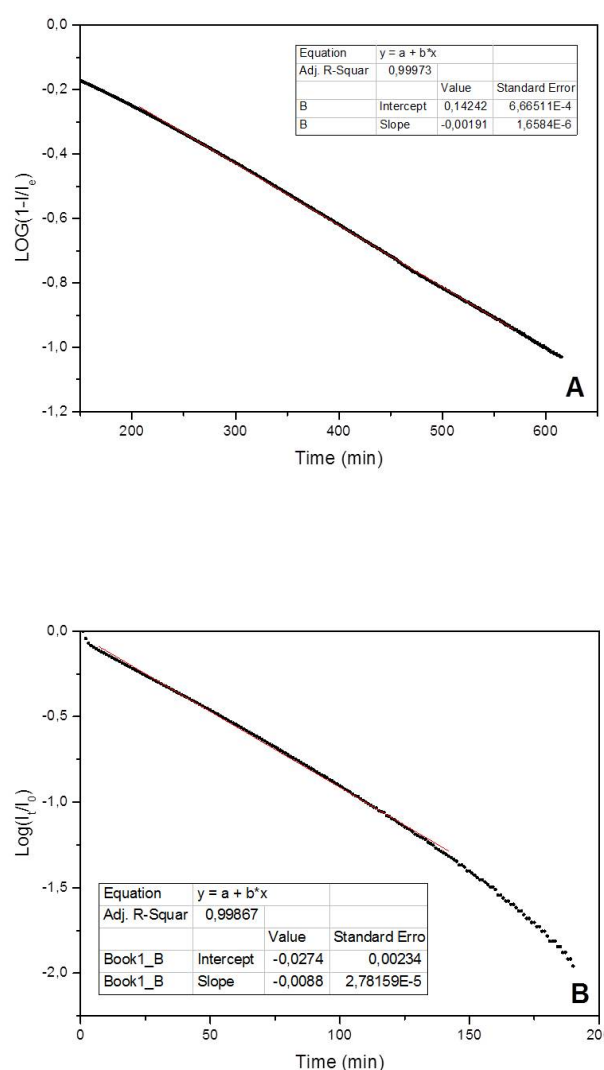 0,0
-0,2
-0,4
-0,6
-0,8
-1,0
-1,2
LOG(1-I/Ie)
Equation y = a + b*x
Adj. R-Squar 0,99973
Value Standard Error
B Intercept 0,14242 6,66511E-4
B Slope -0,00191 1,6584E-6
A
200 300 400 500 600
Time (min)
0,0
-0,5
-1,0
-1,5
-2,0
Log(It/I0)
Equation y = a + b*x
Adj. R-Squar 0,99867
Value Standard Erro
Book1_B Intercept -0,0274 0,00234
Book1_B Slope -0,0088 2,78159E-5
B
0 50 100 150 20
Time (min)